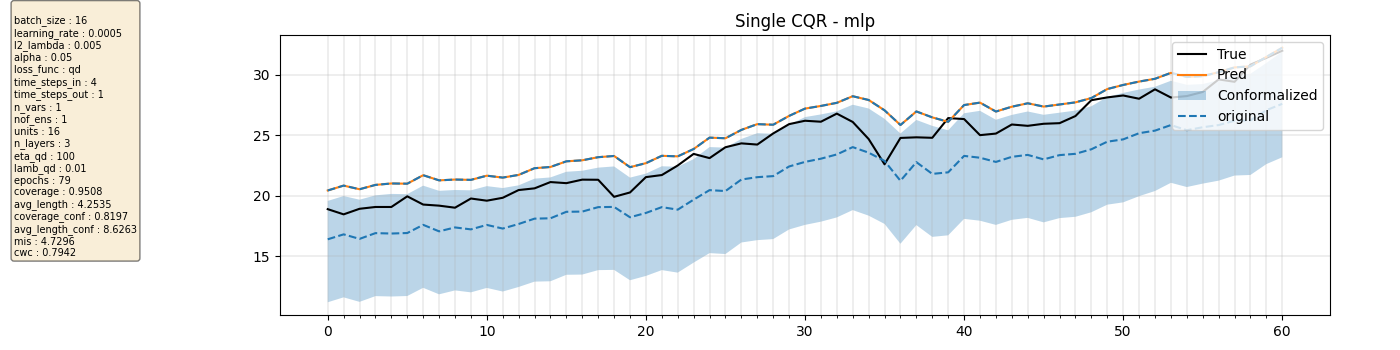 batch_size : 16
learning_rate : 0.0005
l2_lambda : 0.005
alpha : 0.05
loss_func : qd
time_steps_in : 4
time_steps_out : 1
n_vars : 1
nof_ens : 1
units : 16
n_layers : 3
eta_qd : 100
lamb_qd : 0.01
epochs : 79
coverage : 0.9508
avg_length : 4.2535
coverage_conf : 0.8197
avg_length_conf : 8.6263
mis : 4.7296
cwc : 0.7942
Single CQR - mlp
True
Pred
Conformalized
original
30
25
20
15
0 10 20 30 40 50 60